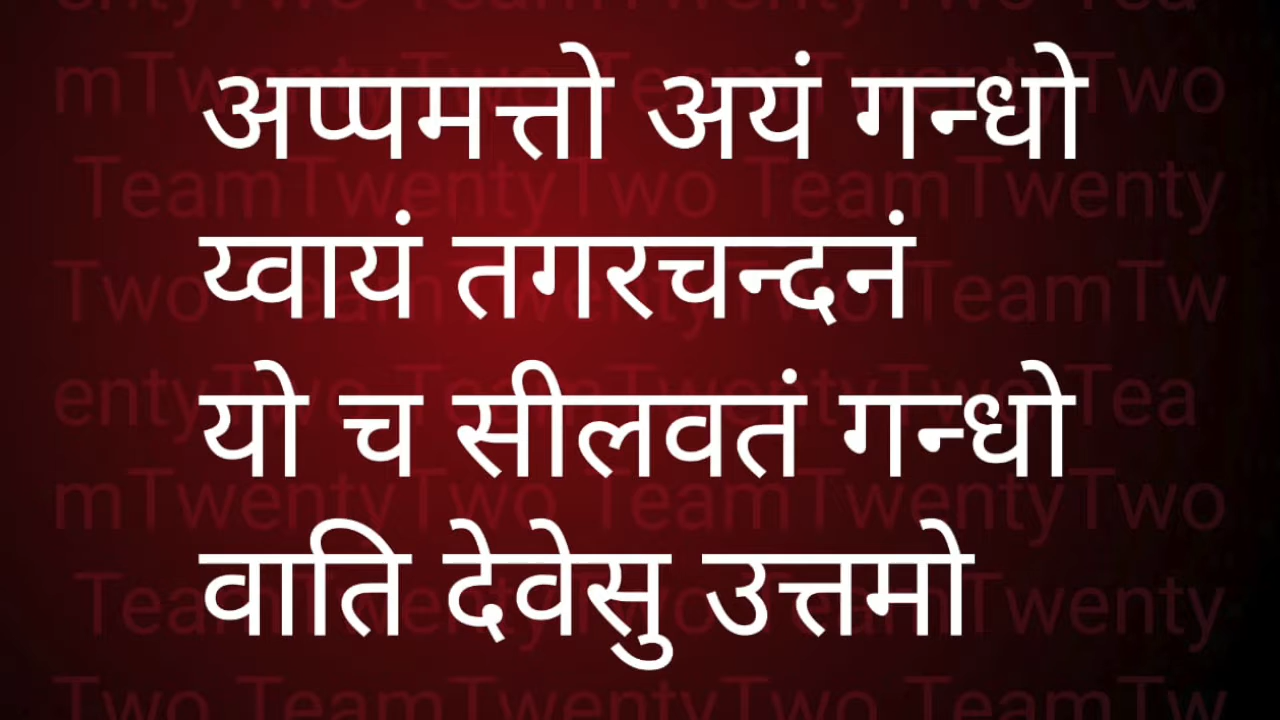 अप्पमत्तो अयं गन्धो
य्वायं तगरचन्दनं
यो च सीलवतं गन्धो
वाति देवेसु उत्तमो